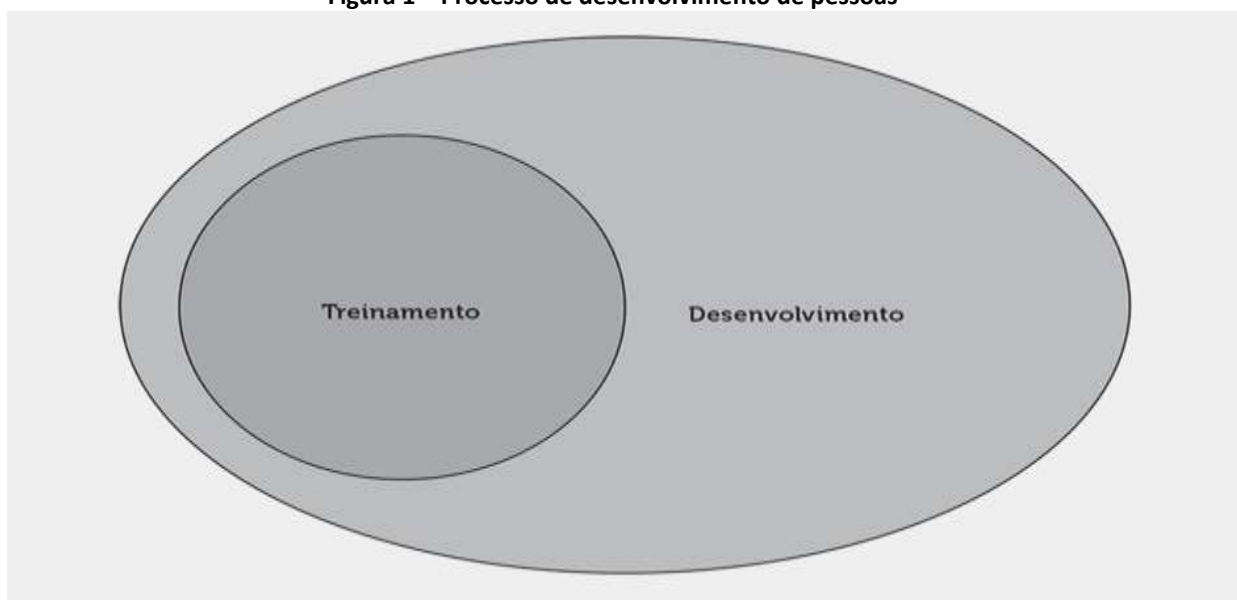 Figura 1 – Processo de desenvolvimento de pessoas
Treinamento
Desenvolvimento